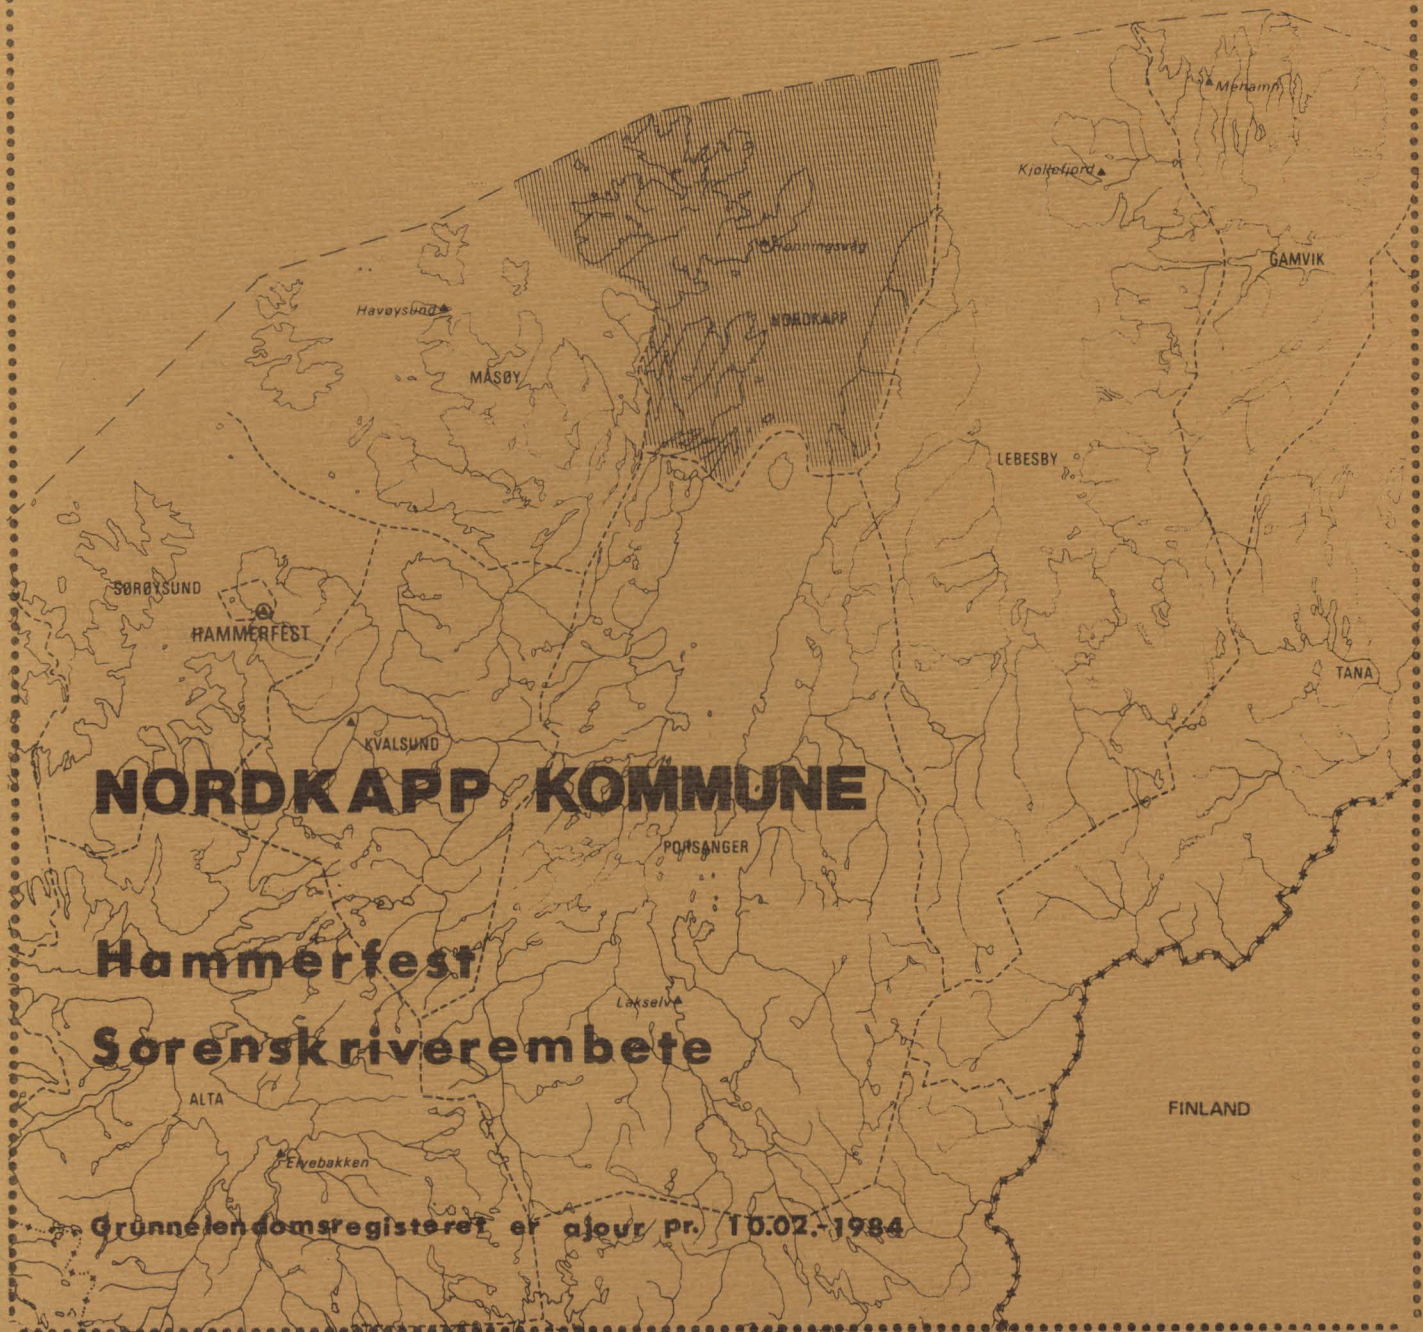 Mehamn
Kjøllefjord
Honningsvåg
GAMVIK
Havøysund
NORDKAPP
MÅSØY
LEBESBY
SØRØYSUND
HAMMERFEST
TANA
KVALSUND
NORDKAPP KOMMUNE
PORSANGER
Hammerfest
Lakselv
Sorenskriverembete
ALTA
FINLAND
Elvebakken
Grunneiendomsregisteret er ajour pr. 10.02.-1984